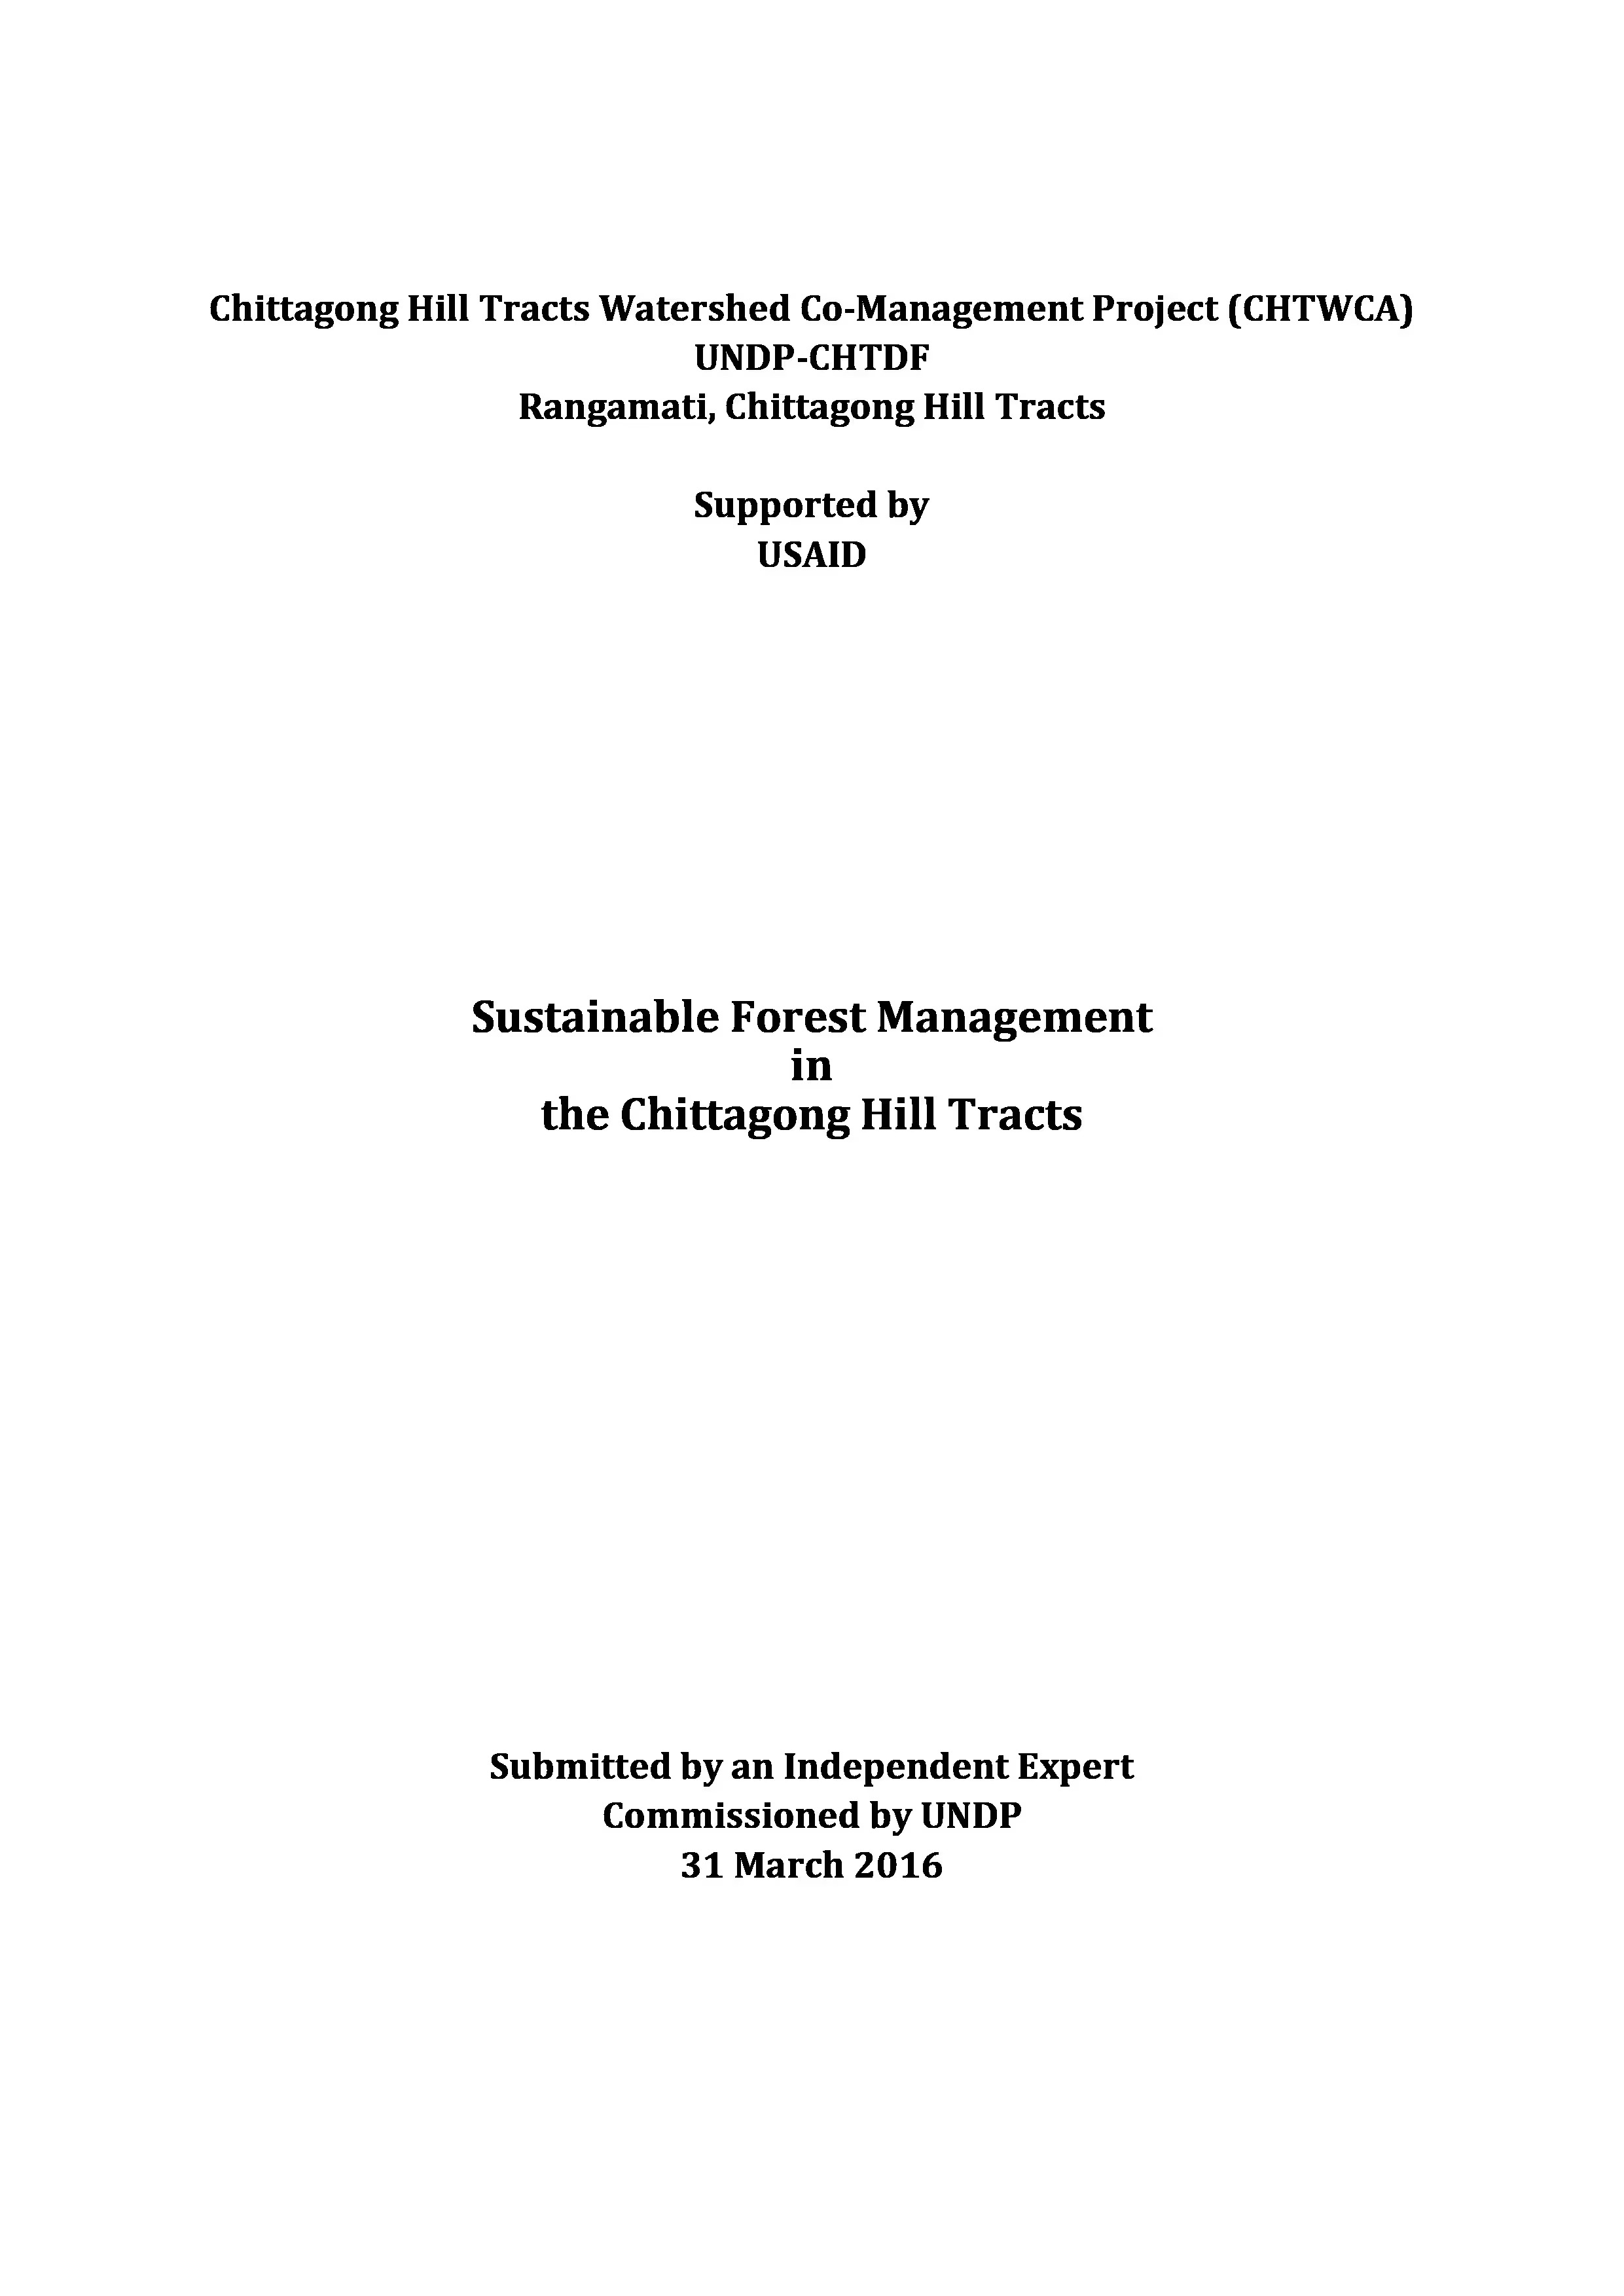 Chittagong Hill Tracts Watershed Co-Management Project (CHTWCA)
UNDP-CHTDF
Rangamati, Chittagong Hill Tracts
Supported by
USAID
Sustainable Forest Management
in
the Chittagong Hill Tracts
Submitted by an Independent Expert
Commissioned by UNDP
31 March 2016